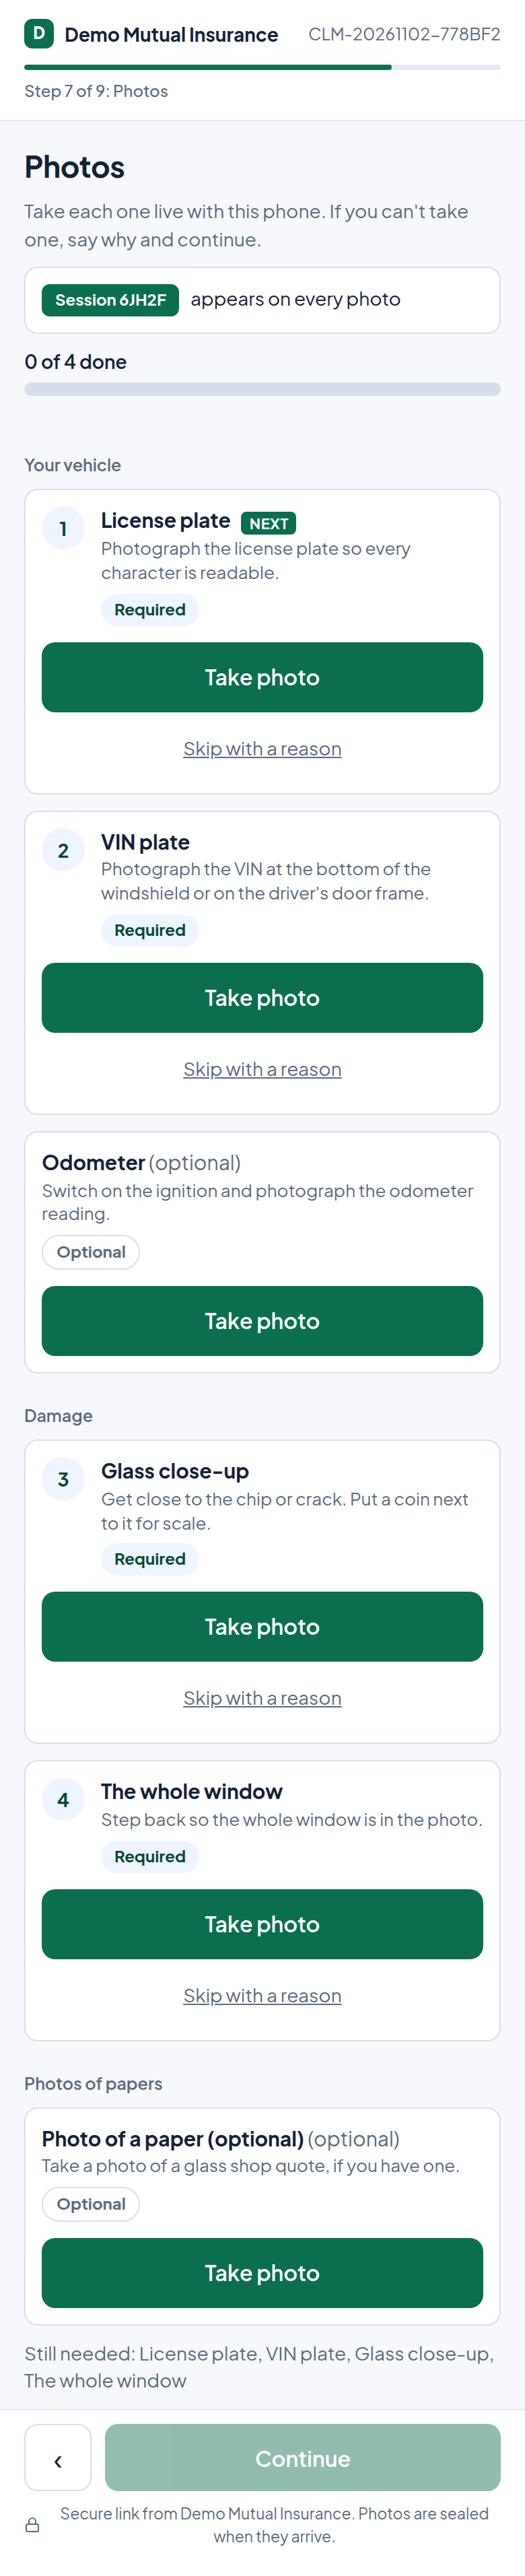 D Demo Mutual Insurance CLM-20261102-778BF2
Step 7 of 9: Photos
Photos
Take each one live with this phone. If you can't take
one, say why and continue.
Session 6JH2F appears on every photo
0 of 4 done
Your vehicle
1 License plate NEXT
Photograph the license plate so every
character is readable.
Required
Take photo
Skip with a reason
2 VIN plate
Photograph the VIN at the bottom of the
windshield or on the driver's door frame.
Required
Take photo
Skip with a reason
Odometer (optional)
Switch on the ignition and photograph the odometer
reading.
Optional
Take photo
Damage
3 Glass close-up
Get close to the chip or crack. Put a coin next
to it for scale.
Required
Take photo
Skip with a reason
4 The whole window
Step back so the whole window is in the photo.
Required
Take photo
Skip with a reason
Photos of papers
Photo of a paper (optional) (optional)
Take a photo of a glass shop quote, if you have one.
Optional
Take photo
Still needed: License plate, VIN plate, Glass close-up,
The whole window
‹ Continue
Secure link from Demo Mutual Insurance. Photos are sealed
when they arrive.